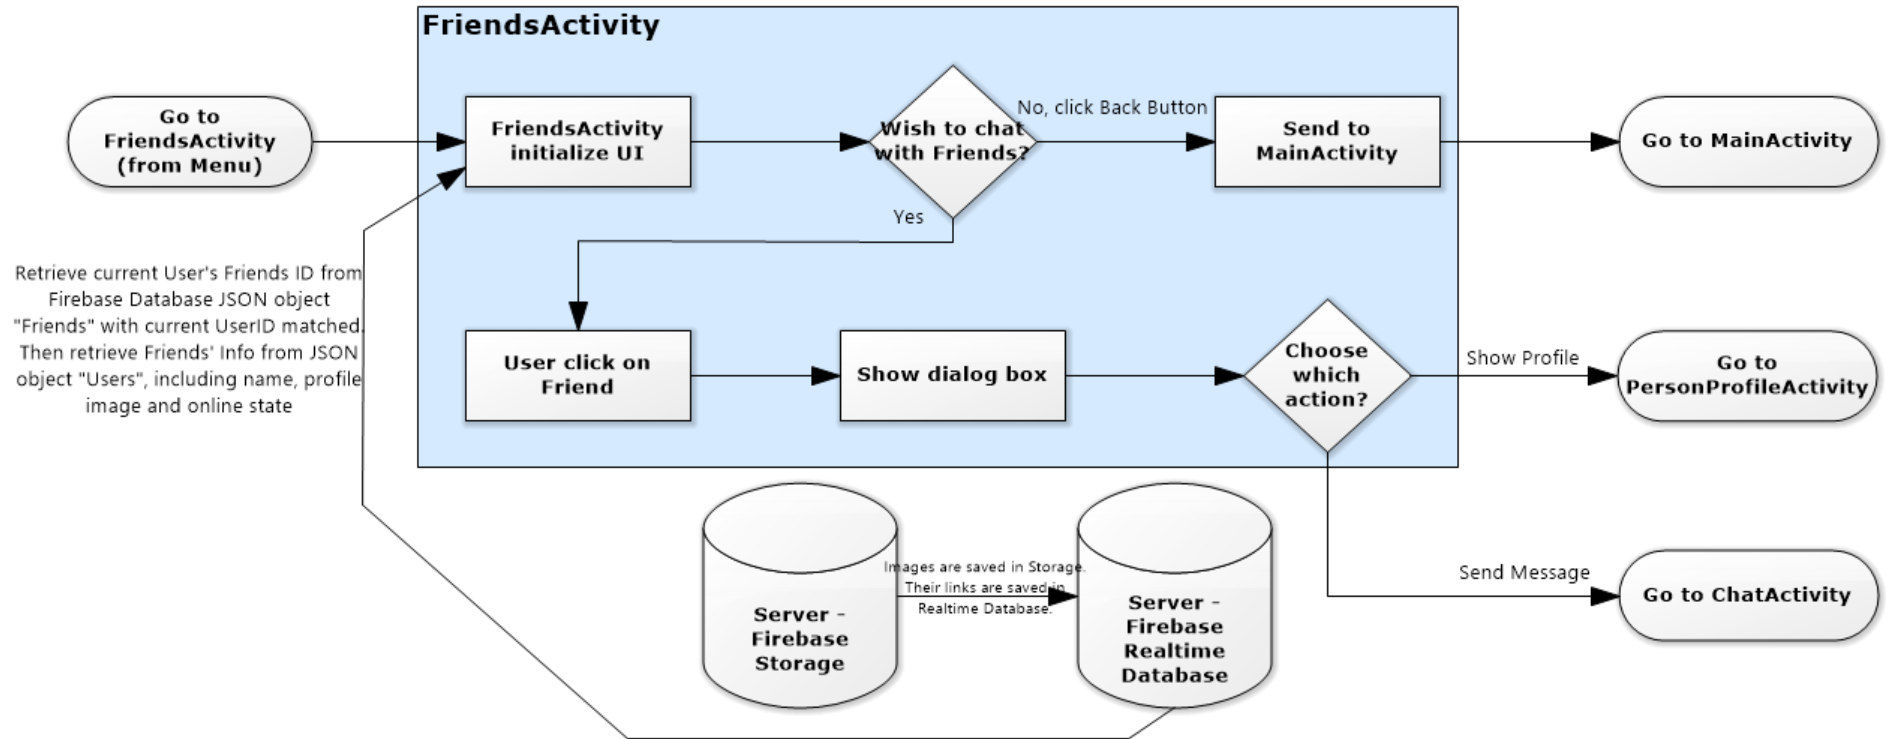 FriendsActivity
Go to
FriendsActivity
(from Menu)
FriendsActivity
initialize UI
Wish to chat
with Friends?
No, click Back Button
Send to
MainActivity
Go to MainActivity
Yes
Retrieve current User's Friends ID from
Firebase Database JSON object
"Friends" with current UserID matched.
Then retrieve Friends' Info from JSON
object "Users", including name, profile
image and online state
User click on
Friend
Show dialog box
Choose
which
action?
Show Profile
Go to
PersonProfileActivity
Send Message
Go to ChatActivity
Server -
Firebase
Storage
Images are saved in Storage.
Their links are saved in
Realtime Database.
Server -
Firebase
Realtime
Database